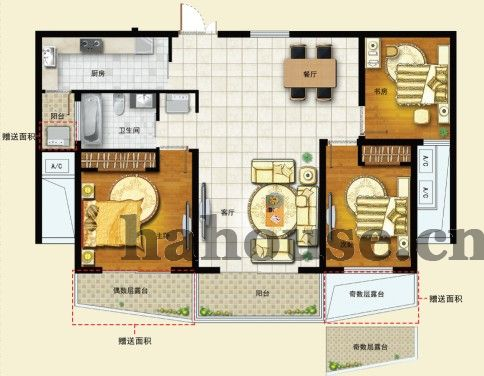 厨房
餐厅
书房
阳台
赠送面积
卫生间
A/C
A/C
A/C
客厅
主卧
次卧
hahouse.cn
偶数层露台
阳台
奇数层露台
赠送面积
赠送面积
奇数层露台